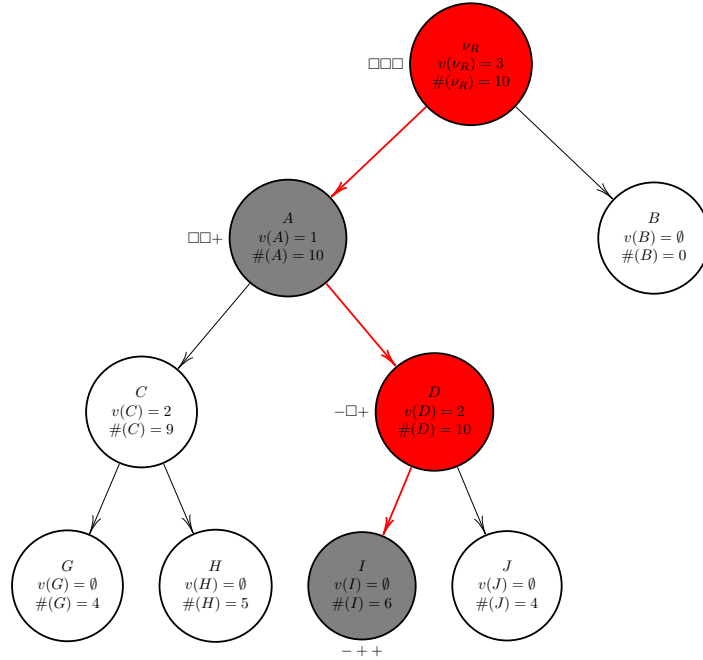 ν_R
□□□ v(ν_R) = 3
#(ν_R) = 10
A
□□+ v(A) = 1
#(A) = 10
B
v(B) = ∅
#(B) = 0
C
v(C) = 2
#(C) = 9
D
-□+ v(D) = 2
#(D) = 10
G
v(G) = ∅
#(G) = 4
H
v(H) = ∅
#(H) = 5
I
v(I) = ∅
#(I) = 6
J
v(J) = ∅
#(J) = 4
- + +